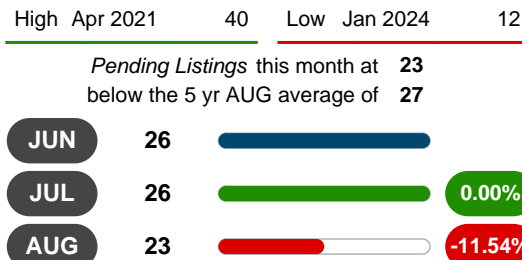 High Apr 2021 40 Low Jan 2024 12
Pending Listings this month at 23
below the 5 yr AUG average of 27
JUN 26
JUL 26 0.00%
AUG 23 -11.54%